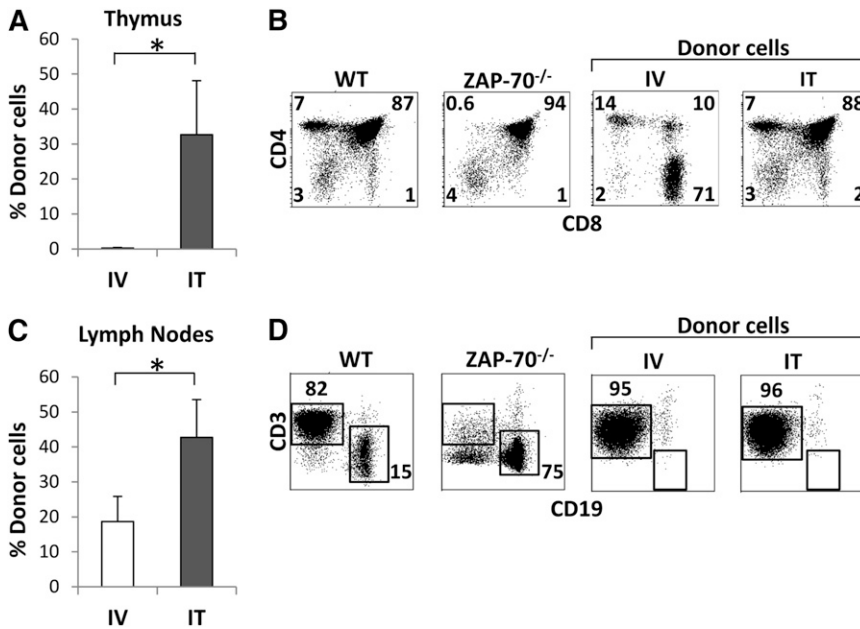 A
Thymus
60
50
40
30
20
10
0
% Donor cells
*
IV
IT
B
Donor cells
WT
ZAP-70-/-
IV
IT
7
87
3
1
0.6
94
4
1
14
10
2
71
7
88
3
2
CD4
CD8
C
Lymph Nodes
60
50
40
30
20
10
0
% Donor cells
*
IV
IT
D
Donor cells
WT
ZAP-70-/-
IV
IT
82
15
75
95
96
CD3
CD19